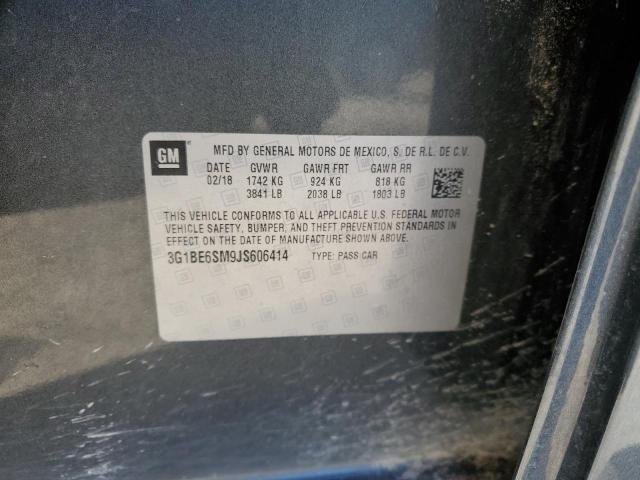 GM
MFD BY GENERAL MOTORS DE MEXICO, S. DE R.L. DE C.V.
DATE GVWR GAWR FRT GAWR RR
02/18 1742 KG 924 KG 818 KG
3841 LB 2038 LB 1803 LB
THIS VEHICLE CONFORMS TO ALL APPLICABLE U.S. FEDERAL MOTOR
VEHICLE SAFETY, BUMPER, AND THEFT PREVENTION STANDARDS
IN EFFECT ON THE DATE OF MANUFACTURE SHOWN ABOVE.
3G1BE6SM9JS606414 TYPE: PASS CAR